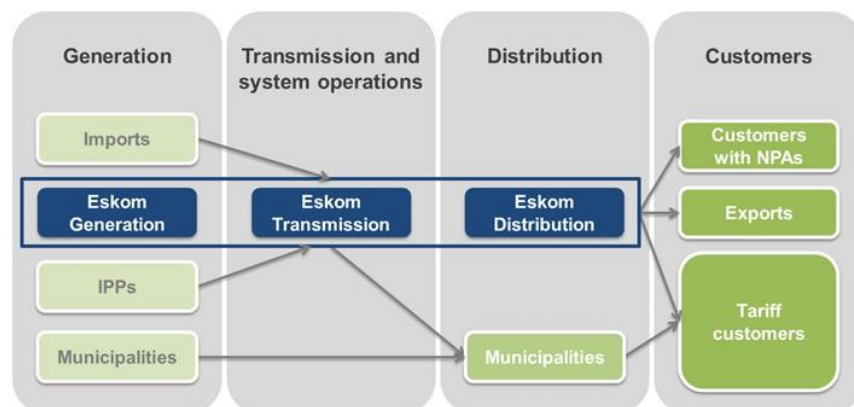 Generation
Transmission and
system operations
Distribution
Customers
Imports
Customers
with NPAs
Eskom
Generation
Eskom
Transmission
Eskom
Distribution
Exports
IPPs
Tariff
customers
Municipalities
Municipalities